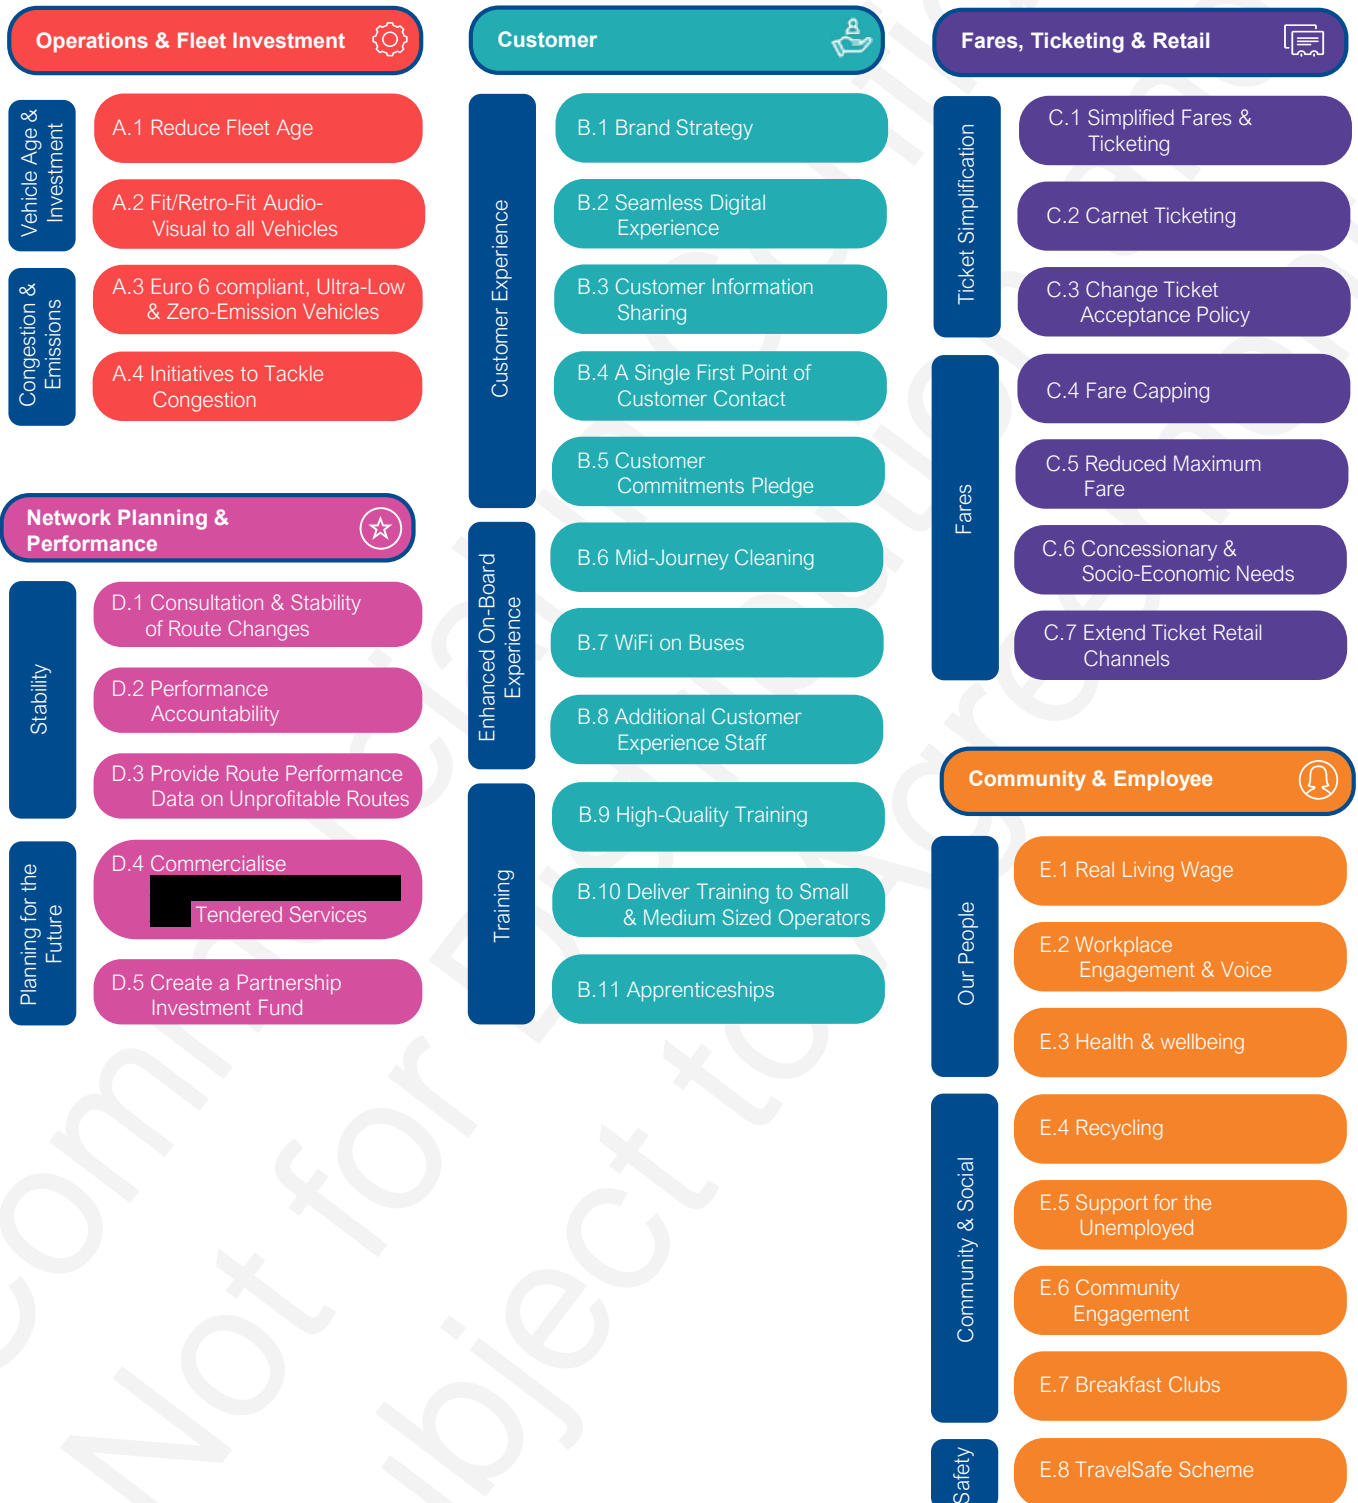 Operations & Fleet Investment
Vehicle Age &
Investment
A.1 Reduce Fleet Age
A.2 Fit/Retro-Fit Audio-
Visual to all Vehicles
Congestion &
Emissions
A.3 Euro 6 compliant, Ultra-Low
& Zero-Emission Vehicles
A.4 Initiatives to Tackle
Congestion
Network Planning &
Performance
Stability
D.1 Consultation & Stability
of Route Changes
D.2 Performance
Accountability
D.3 Provide Route Performance
Data on Unprofitable Routes
Planning for the
Future
D.4 Commercialise
Tendered Services
D.5 Create a Partnership
Investment Fund
Customer
Customer Experience
B.1 Brand Strategy
B.2 Seamless Digital
Experience
B.3 Customer Information
Sharing
B.4 A Single First Point of
Customer Contact
B.5 Customer
Commitments Pledge
Enhanced On-Board
Experience
B.6 Mid-Journey Cleaning
B.7 WiFi on Buses
B.8 Additional Customer
Experience Staff
Training
B.9 High-Quality Training
B.10 Deliver Training to Small
& Medium Sized Operators
B.11 Apprenticeships
Fares, Ticketing & Retail
Ticket Simplification
C.1 Simplified Fares &
Ticketing
C.2 Carnet Ticketing
C.3 Change Ticket
Acceptance Policy
Fares
C.4 Fare Capping
C.5 Reduced Maximum
Fare
C.6 Concessionary &
Socio-Economic Needs
C.7 Extend Ticket Retail
Channels
Community & Employee
Our People
E.1 Real Living Wage
E.2 Workplace
Engagement & Voice
E.3 Health & wellbeing
Community & Social
E.4 Recycling
E.5 Support for the
Unemployed
E.6 Community
Engagement
E.7 Breakfast Clubs
Safety
E.8 TravelSafe Scheme
Not for